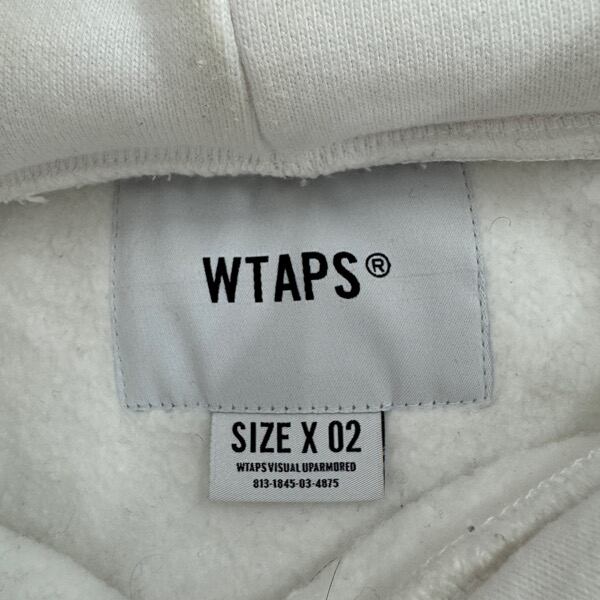 WTAPS®
SIZE X 02
WTAPS VISUAL UPARMORED
813-1845-03-4875